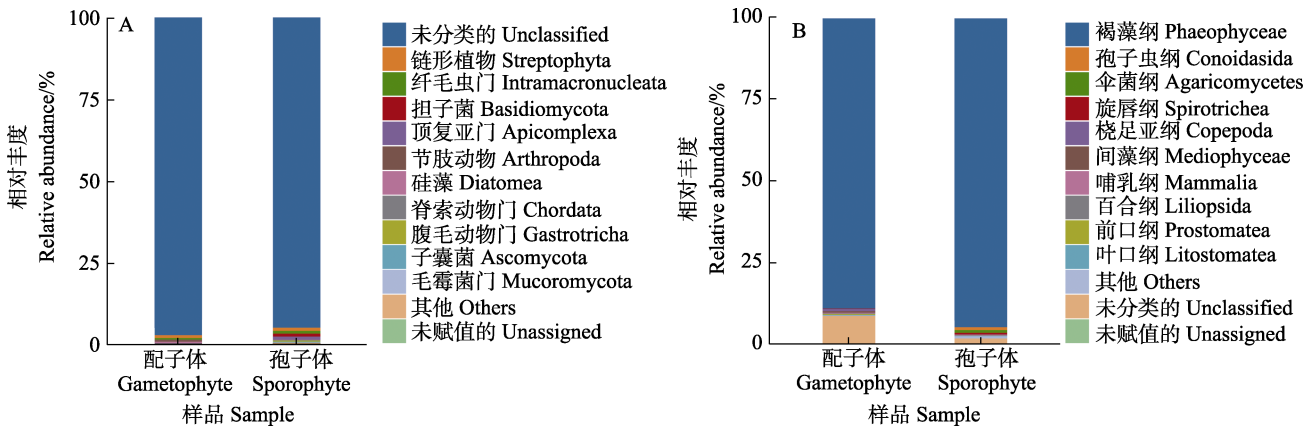 A
100
75
50
25
0
相对丰度
Relative abundance/%
配子体
Gametophyte
孢子体
Sporophyte
样品 Sample
未分类的 Unclassified
链形植物 Streptophyta
纤毛虫门 Intramacronucleata
担子菌 Basidiomycota
顶复亚门 Apicomplexa
节肢动物 Arthropoda
硅藻 Diatomea
脊索动物门 Chordata
腹毛动物门 Gastrotricha
子囊菌 Ascomycota
毛霉菌门 Mucoromycota
其他 Others
未赋值的 Unassigned
B
100
75
50
25
0
相对丰度
Relative abundance/%
配子体
Gametophyte
孢子体
Sporophyte
样品 Sample
褐藻纲 Phaeophyceae
孢子虫纲 Conoidasida
伞菌纲 Agaricomycetes
旋唇纲 Spirotrichea
桡足亚纲 Copepoda
间藻纲 Mediophyceae
哺乳纲 Mammalia
百合纲 Liliopsida
前口纲 Prostomatea
叶口纲 Litostomatea
其他 Others
未分类的 Unclassified
未赋值的 Unassigned